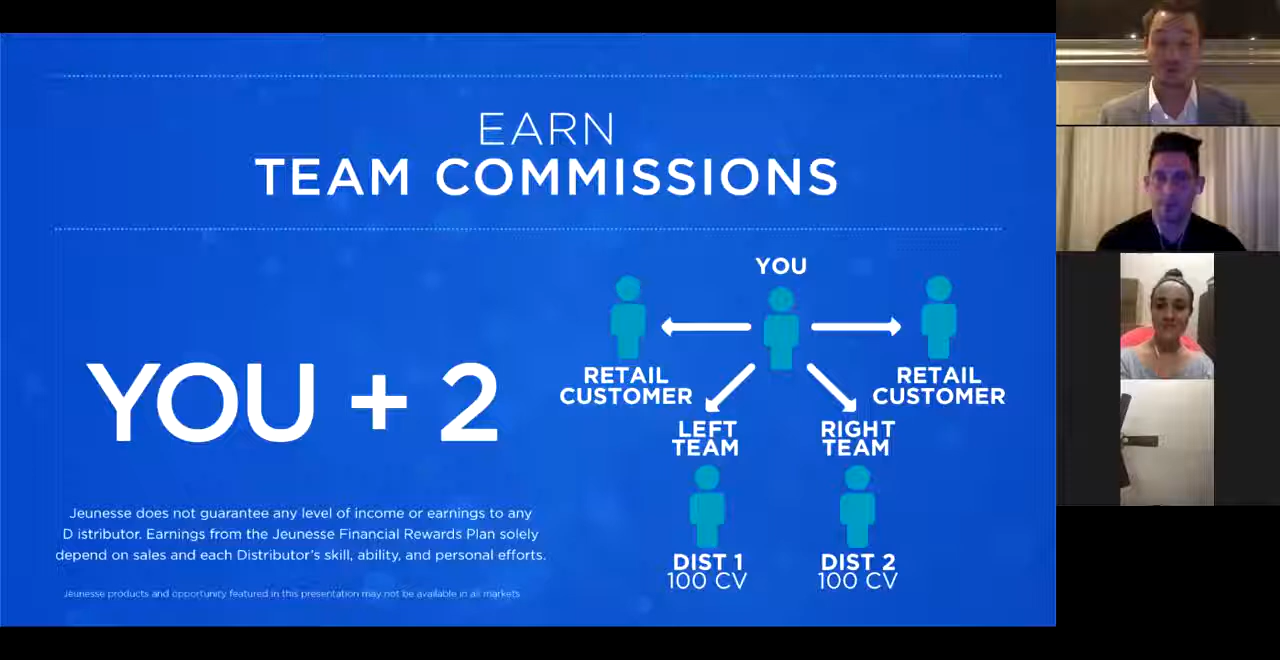 EARN
TEAM COMMISSIONS
YOU + 2
Jeunesse does not guarantee any level of income or earnings to any
D istributor. Earnings from the Jeunesse Financial Rewards Plan solely
depend on sales and each Distributor's skill, ability, and personal efforts.
Jeunesse products and opportunity featured in this presentation may not be available in all markets
YOU
RETAIL
CUSTOMER
RETAIL
CUSTOMER
LEFT
TEAM
RIGHT
TEAM
DIST 1
100 CV
DIST 2
100 CV